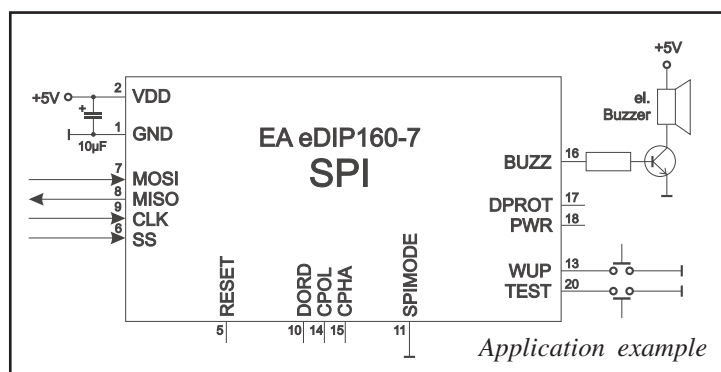 +5V
el.
Buzzer
+5V
2
VDD
1
GND
10µF
EA eDIP160-7
SPI
7
MOSI
8
MISO
9
CLK
6
SS
BUZZ
16
DPROT
17
PWR
18
WUP
13
TEST
20
RESET
DORD
CPOL
CPHA
SPIMODE
5
10
14
15
11
Application example